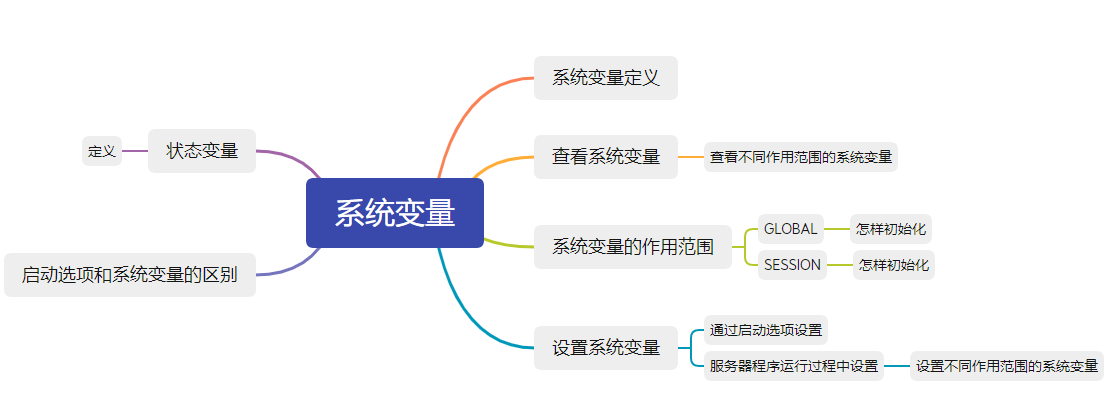 系统变量
系统变量定义
查看系统变量
查看不同作用范围的系统变量
系统变量的作用范围
GLOBAL
怎样初始化
SESSION
怎样初始化
设置系统变量
通过启动选项设置
服务器程序运行过程中设置
设置不同作用范围的系统变量
状态变量
定义
启动选项和系统变量的区别